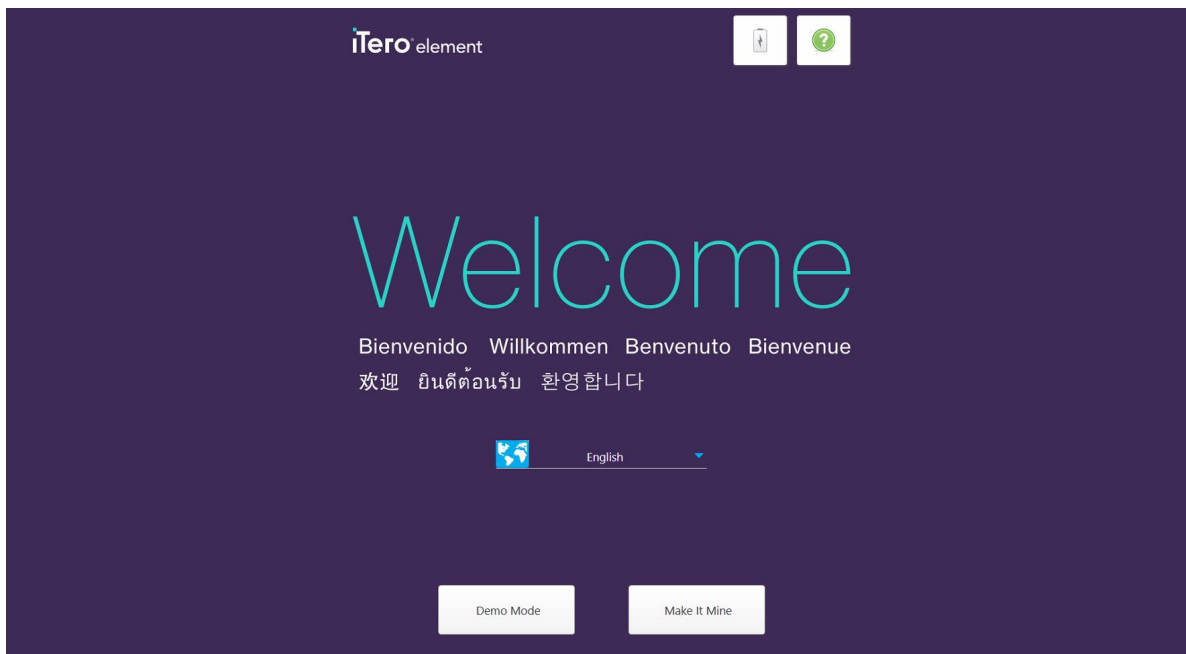 iTero element
?
Welcome
Bienvenido Willkommen Benvenuto Bienvenue
欢迎 ยินดีต้อนรับ 환영합니다
English
Demo Mode Make It Mine